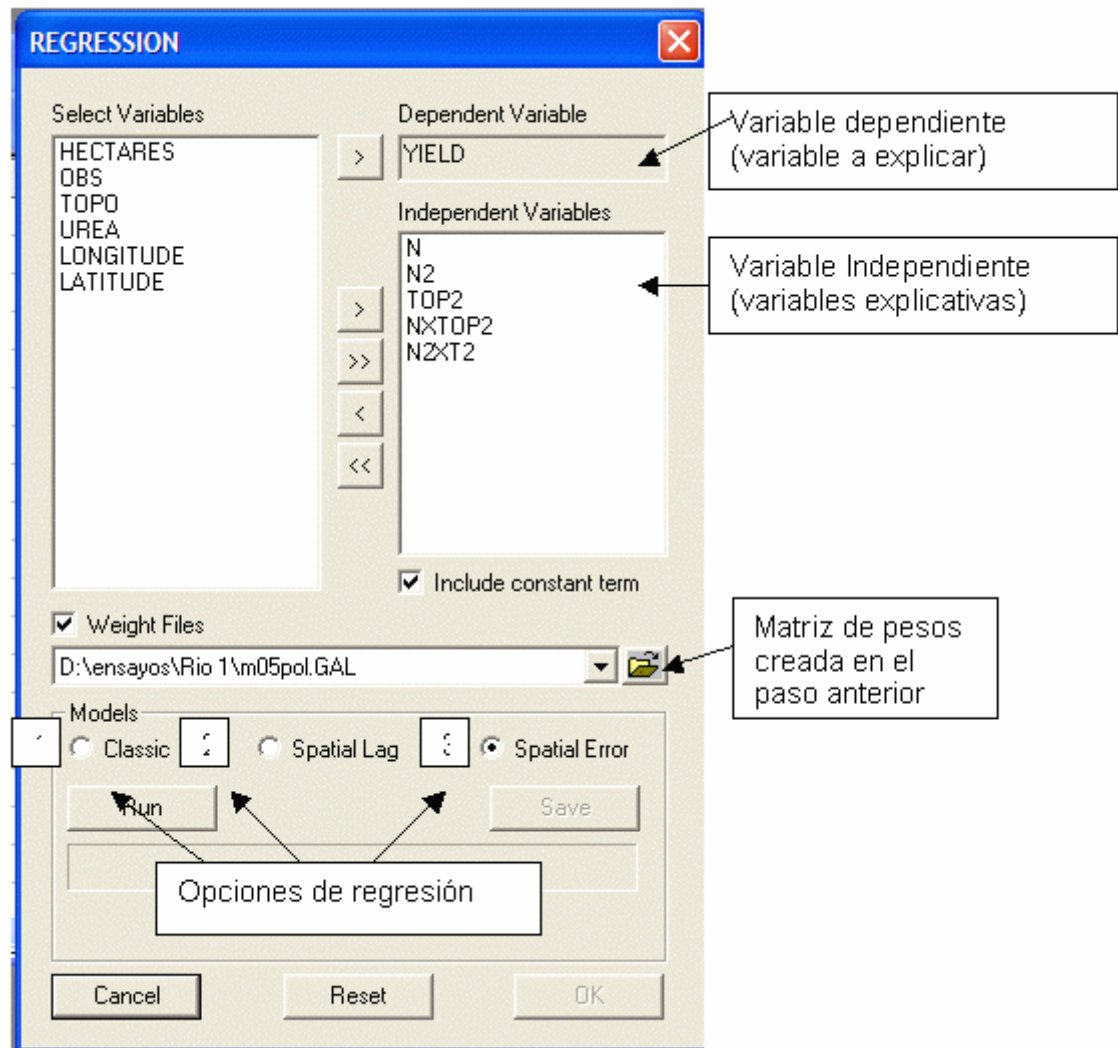 REGRESSION
Select Variables
HECTARES
OBS
TOPO
UREA
LONGITUDE
LATITUDE
>
Dependent Variable
YIELD
Variable dependiente
(variable a explicar)
Independent Variables
N
N2
TOP2
NXTOP2
N2XT2
Variable Independiente
(variables explicativas)
>
>>
<
<<
Include constant term
Weight Files
D:\ensayos\Rio 1\m05pol.GAL
Matriz de pesos
creada en el
paso anterior
Models
Classic
2
Spatial Lag
3
Spatial Error
Run
Save
Opciones de regresión
Cancel
Reset
OK